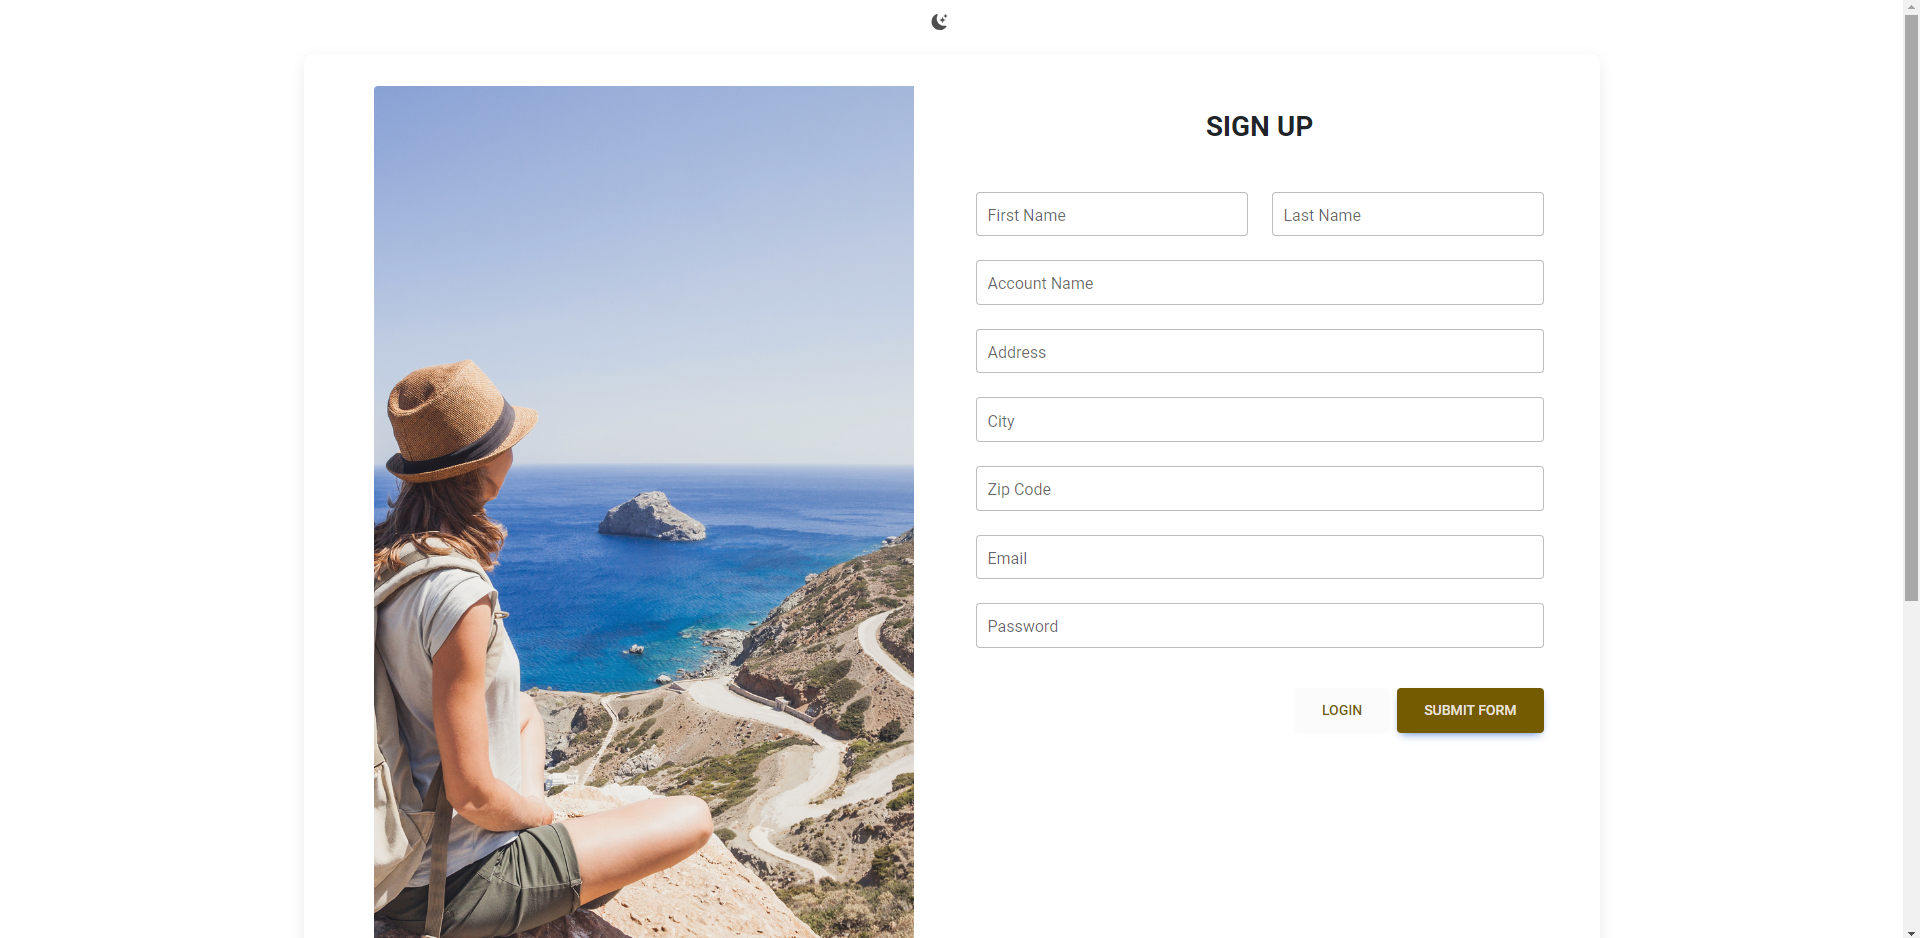 SIGN UP
First Name
Last Name
Account Name
Address
City
Zip Code
Email
Password
LOGIN
SUBMIT FORM